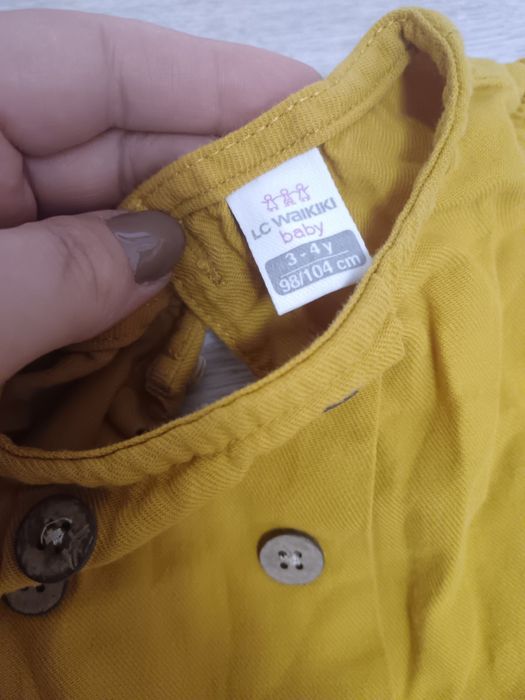 LC WAIKIKI
baby
3 - 4 y
98/104 cm